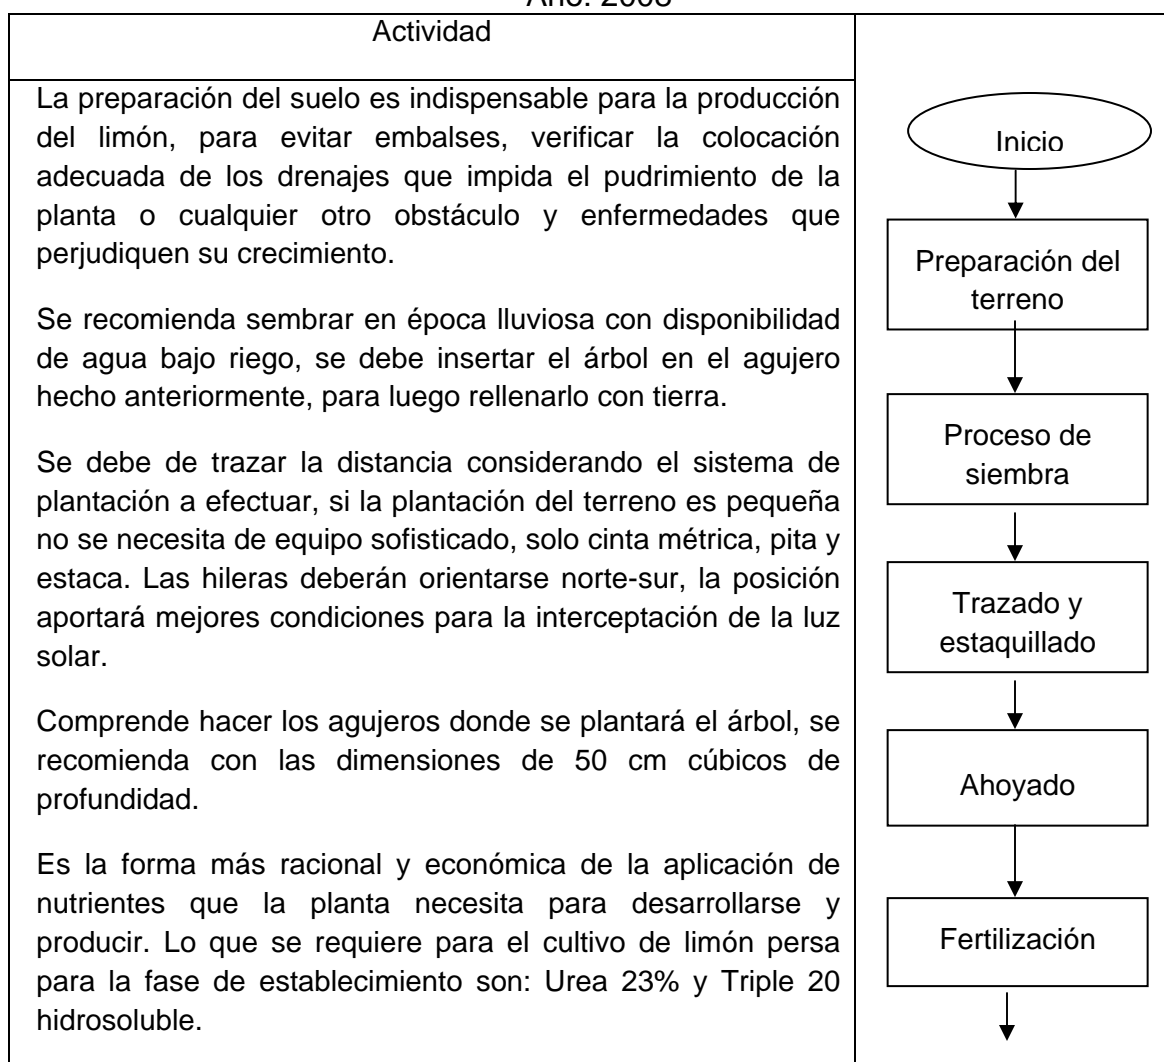 Año: 2008
Actividad
La preparación del suelo es indispensable para la producción
del limón, para evitar embalses, verificar la colocación
adecuada de los drenajes que impida el pudrimiento de la
planta o cualquier otro obstáculo y enfermedades que
perjudiquen su crecimiento.
Se recomienda sembrar en época lluviosa con disponibilidad
de agua bajo riego, se debe insertar el árbol en el agujero
hecho anteriormente, para luego rellenarlo con tierra.
Se debe de trazar la distancia considerando el sistema de
plantación a efectuar, si la plantación del terreno es pequeña
no se necesita de equipo sofisticado, solo cinta métrica, pita y
estaca. Las hileras deberán orientarse norte-sur, la posición
aportará mejores condiciones para la interceptación de la luz
solar.
Comprende hacer los agujeros donde se plantará el árbol, se
recomienda con las dimensiones de 50 cm cúbicos de
profundidad.
Es la forma más racional y económica de la aplicación de
nutrientes que la planta necesita para desarrollarse y
producir. Lo que se requiere para el cultivo de limón persa
para la fase de establecimiento son: Urea 23% y Triple 20
hidrosoluble.
Inicio
Preparación del
terreno
Proceso de
siembra
Trazado y
estaquillado
Ahoyado
Fertilización